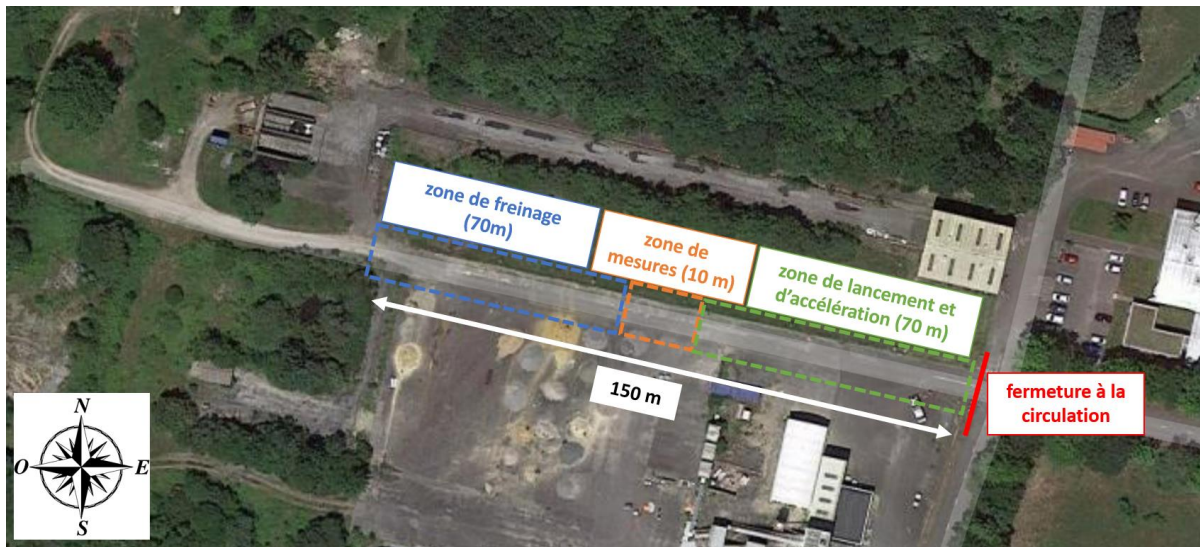 zone de freinage
(70m)
zone de
mesures (10 m)
zone de lancement et
d'accélération (70 m)
150 m
fermeture à la
circulation
N
O
E
S